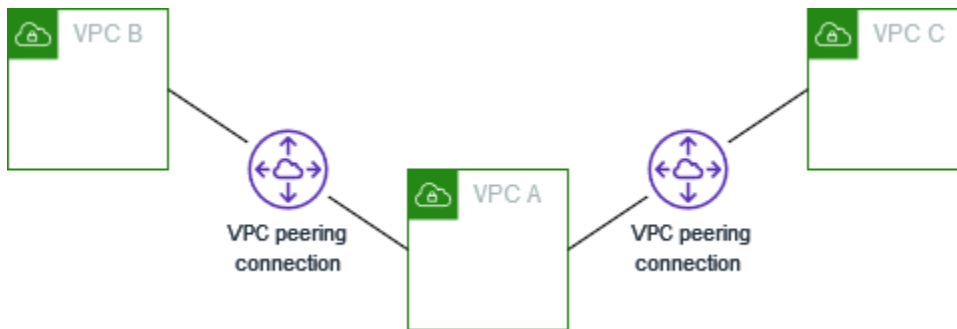 VPC B
VPC C
VPC A
VPC peering
connection
VPC peering
connection